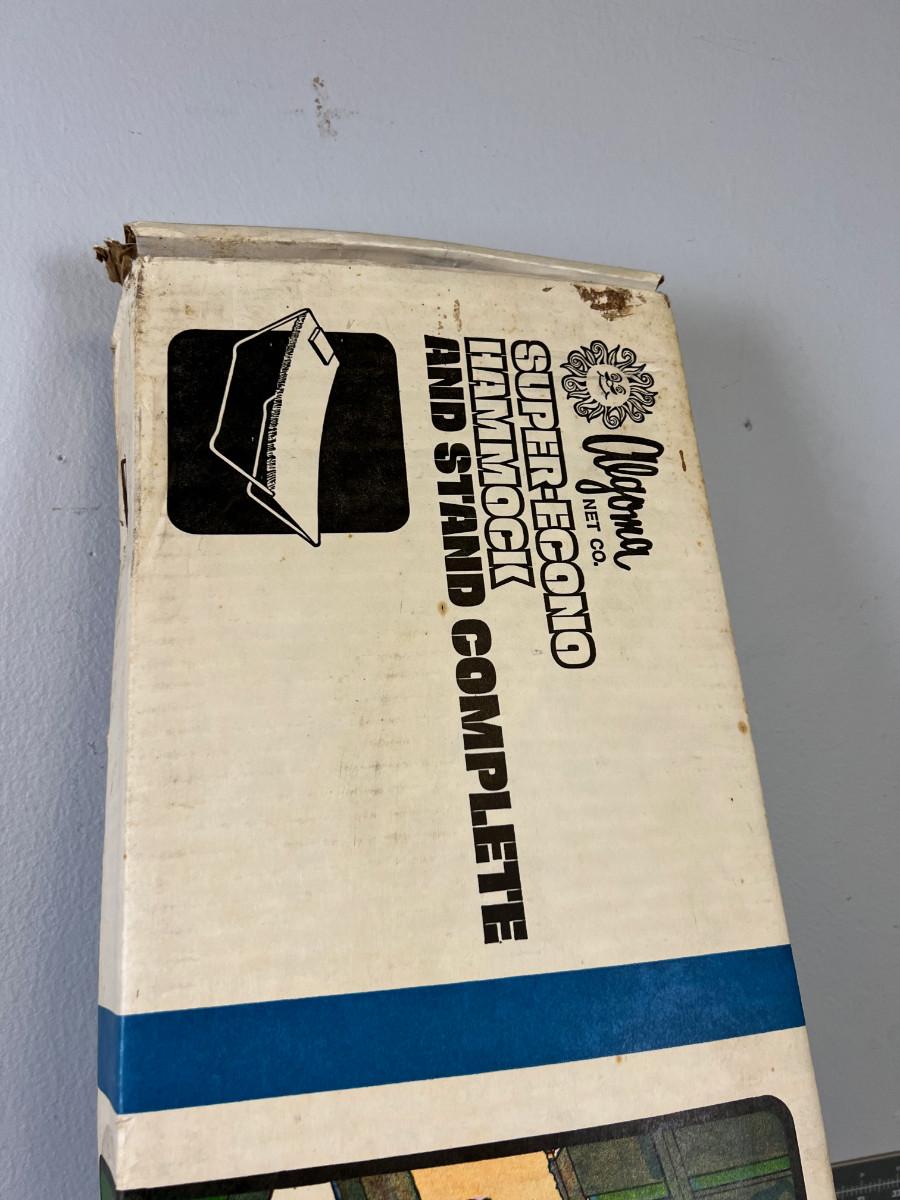 Algoma
NET CO.
SUPER-ECONO
HAMMOCK
AND STAND COMPLETE